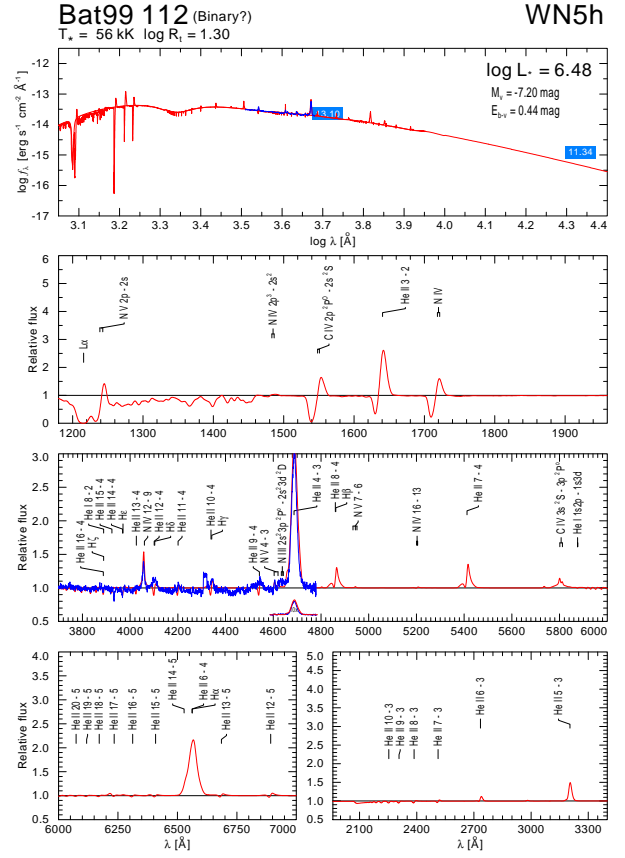 Bat99 112 (Binary?) WN5h
T* = 56 kK log Rt = 1.30
log L* = 6.48
Mv = -7.20 mag
Eb-v = 0.44 mag
13.10
11.34
-12
-13
-14
-15
-16
-17
log fλ [erg s-1 cm-2 Å-1]
3.1 3.2 3.3 3.4 3.5 3.6 3.7 3.8 3.9 4.0 4.1 4.2 4.3 4.4
log λ [Å]
6
5
4
3
2
1
0
Relative flux
Lα
N V 2p - 2s
N IV 2p³ - 2s²
C IV 2p ²Pᴼ - 2s ²S
He II 3 - 2
N IV
1200 1300 1400 1500 1600 1700 1800 1900
3.0
2.5
2.0
1.5
1.0
0.5
Relative flux
He II 16 - 4
Hζ
He I 8 - 2
He II 15 - 4
He II 14 - 4
Hε
He II 13 - 4
N IV 12 - 9
He II 12 - 4
Hδ
He II 11 - 4
He II 10 - 4
Hγ
He II 9 - 4
N V 4 - 3
N III 2s²3p ²Pᴼ - 2s²3d ²D
He II 4 - 3
He II 8 - 4
Hβ
N V 7 - 6
N IV 16 - 13
He II 7 - 4
C IV 3s ²S - 3p ²Pᴼ
He I 1s2p - 1s3d
3800 4000 4200 4400 4600 4800 5000 5200 5400 5600 5800 6000
4.0
3.5
3.0
2.5
2.0
1.5
1.0
0.5
Relative flux
He II 20 - 5
He II 19 - 5
He II 18 - 5
He II 17 - 5
He II 16 - 5
He II 15 - 5
He II 14 - 5
He II 6 - 4
Hα
He II 13 - 5
He II 12 - 5
6000 6250 6500 6750 7000
λ [Å]
5.0
4.5
4.0
3.5
3.0
2.5
2.0
1.5
1.0
He II 10 - 3
He II 9 - 3
He II 8 - 3
He II 7 - 3
He II 6 - 3
He II 5 - 3
2100 2400 2700 3000 3300
λ [Å]